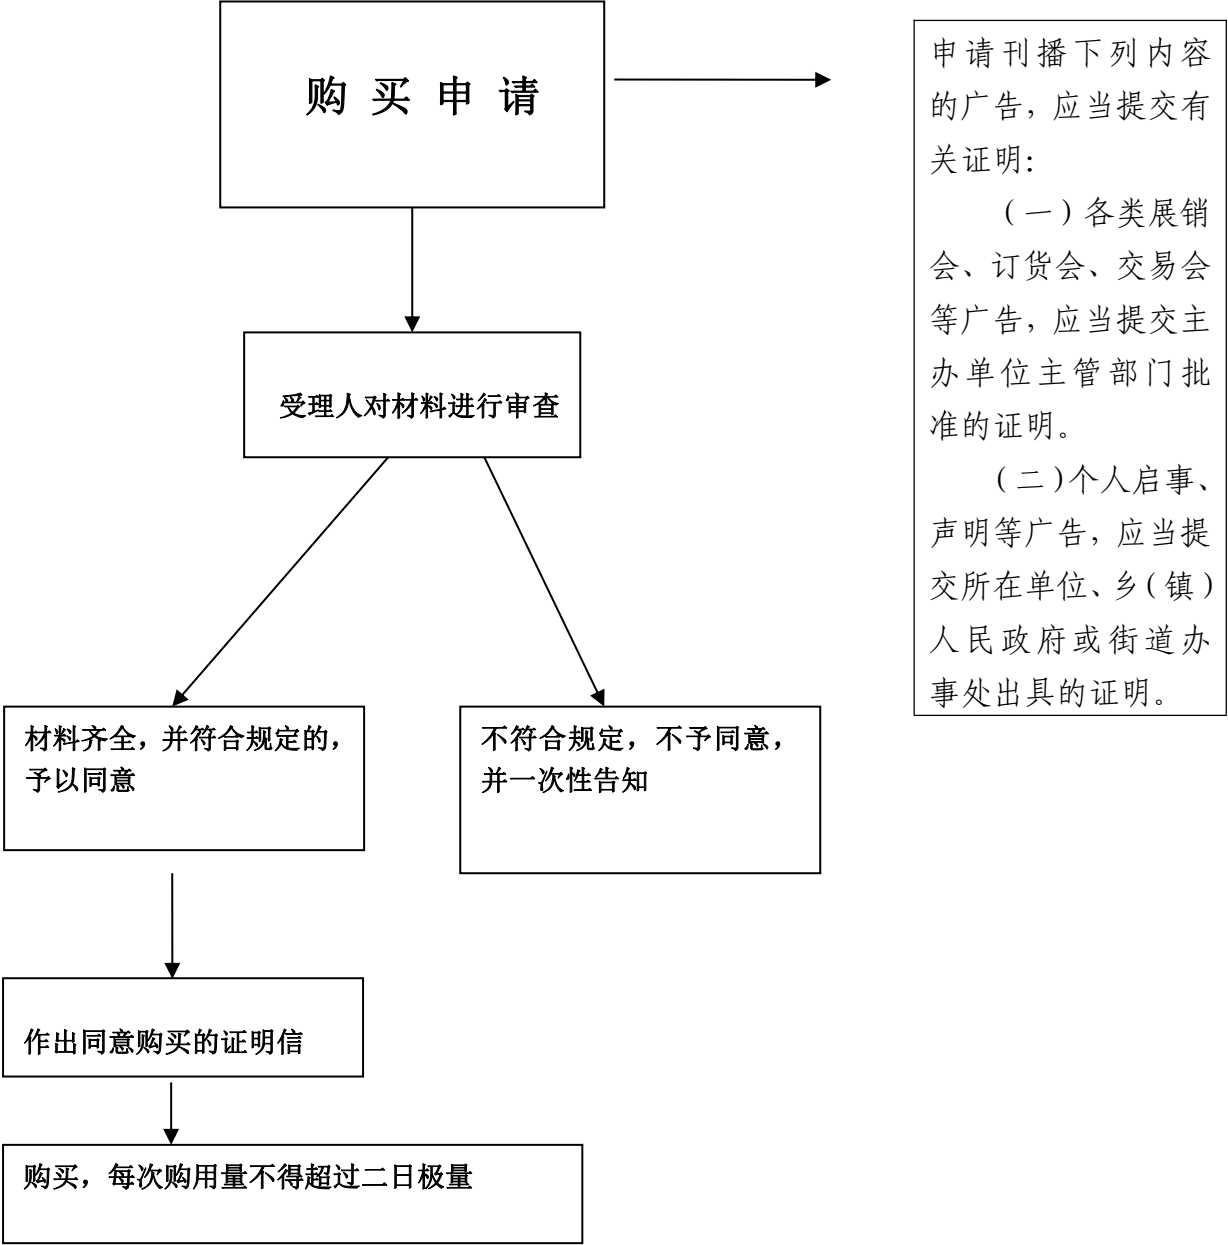 购 买 申 请
申请刊播下列内容
的广告，应当提交有
关证明：
（一）各类展销
会、订货会、交易会
等广告，应当提交主
办单位主管部门批
准的证明。
（二）个人启事、
声明等广告，应当提
交所在单位、乡（镇）
人民政府或街道办
事处出具的证明。
受理人对材料进行审查
材料齐全，并符合规定的，
予以同意
不符合规定，不予同意，
并一次性告知
作出同意购买的证明信
购买，每次购用量不得超过二日极量